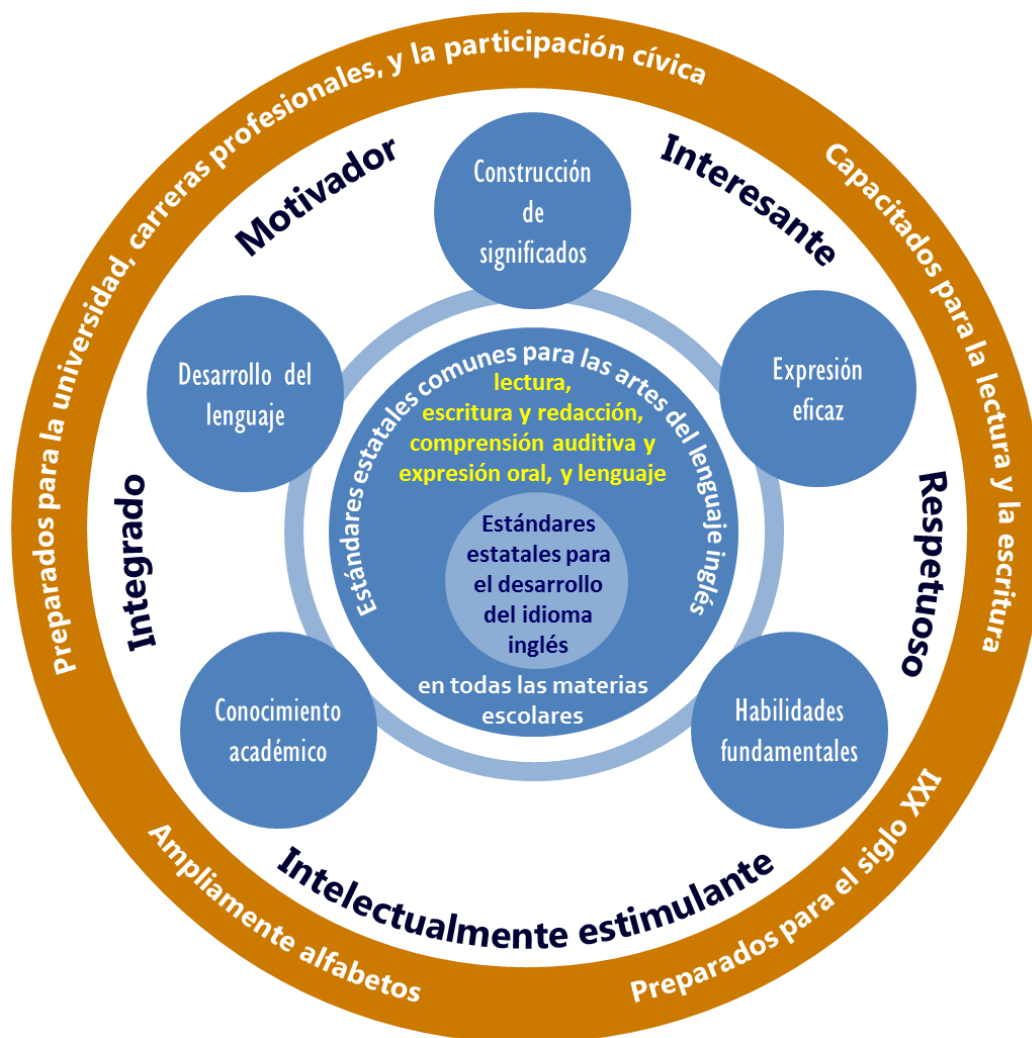 Preparados para la universidad, carreras profesionales, y la participación cívica
Capacitados para la lectura y la escritura
Preparados para el siglo XXI
Ampliamente alfabetos
Motivador
Interesante
Respetuoso
Intelectualmente estimulante
Integrado
Construcción
de
significados
Expresión
eficaz
Habilidades
fundamentales
Conocimiento
académico
Desarrollo del
lenguaje
Estándares estatales comunes para las artes del lenguaje inglés
lectura,
escritura y redacción,
comprensión auditiva y
expresión oral, y lenguaje
Estándares
estatales para
el desarrollo
del idioma
inglés
en todas las materias
escolares